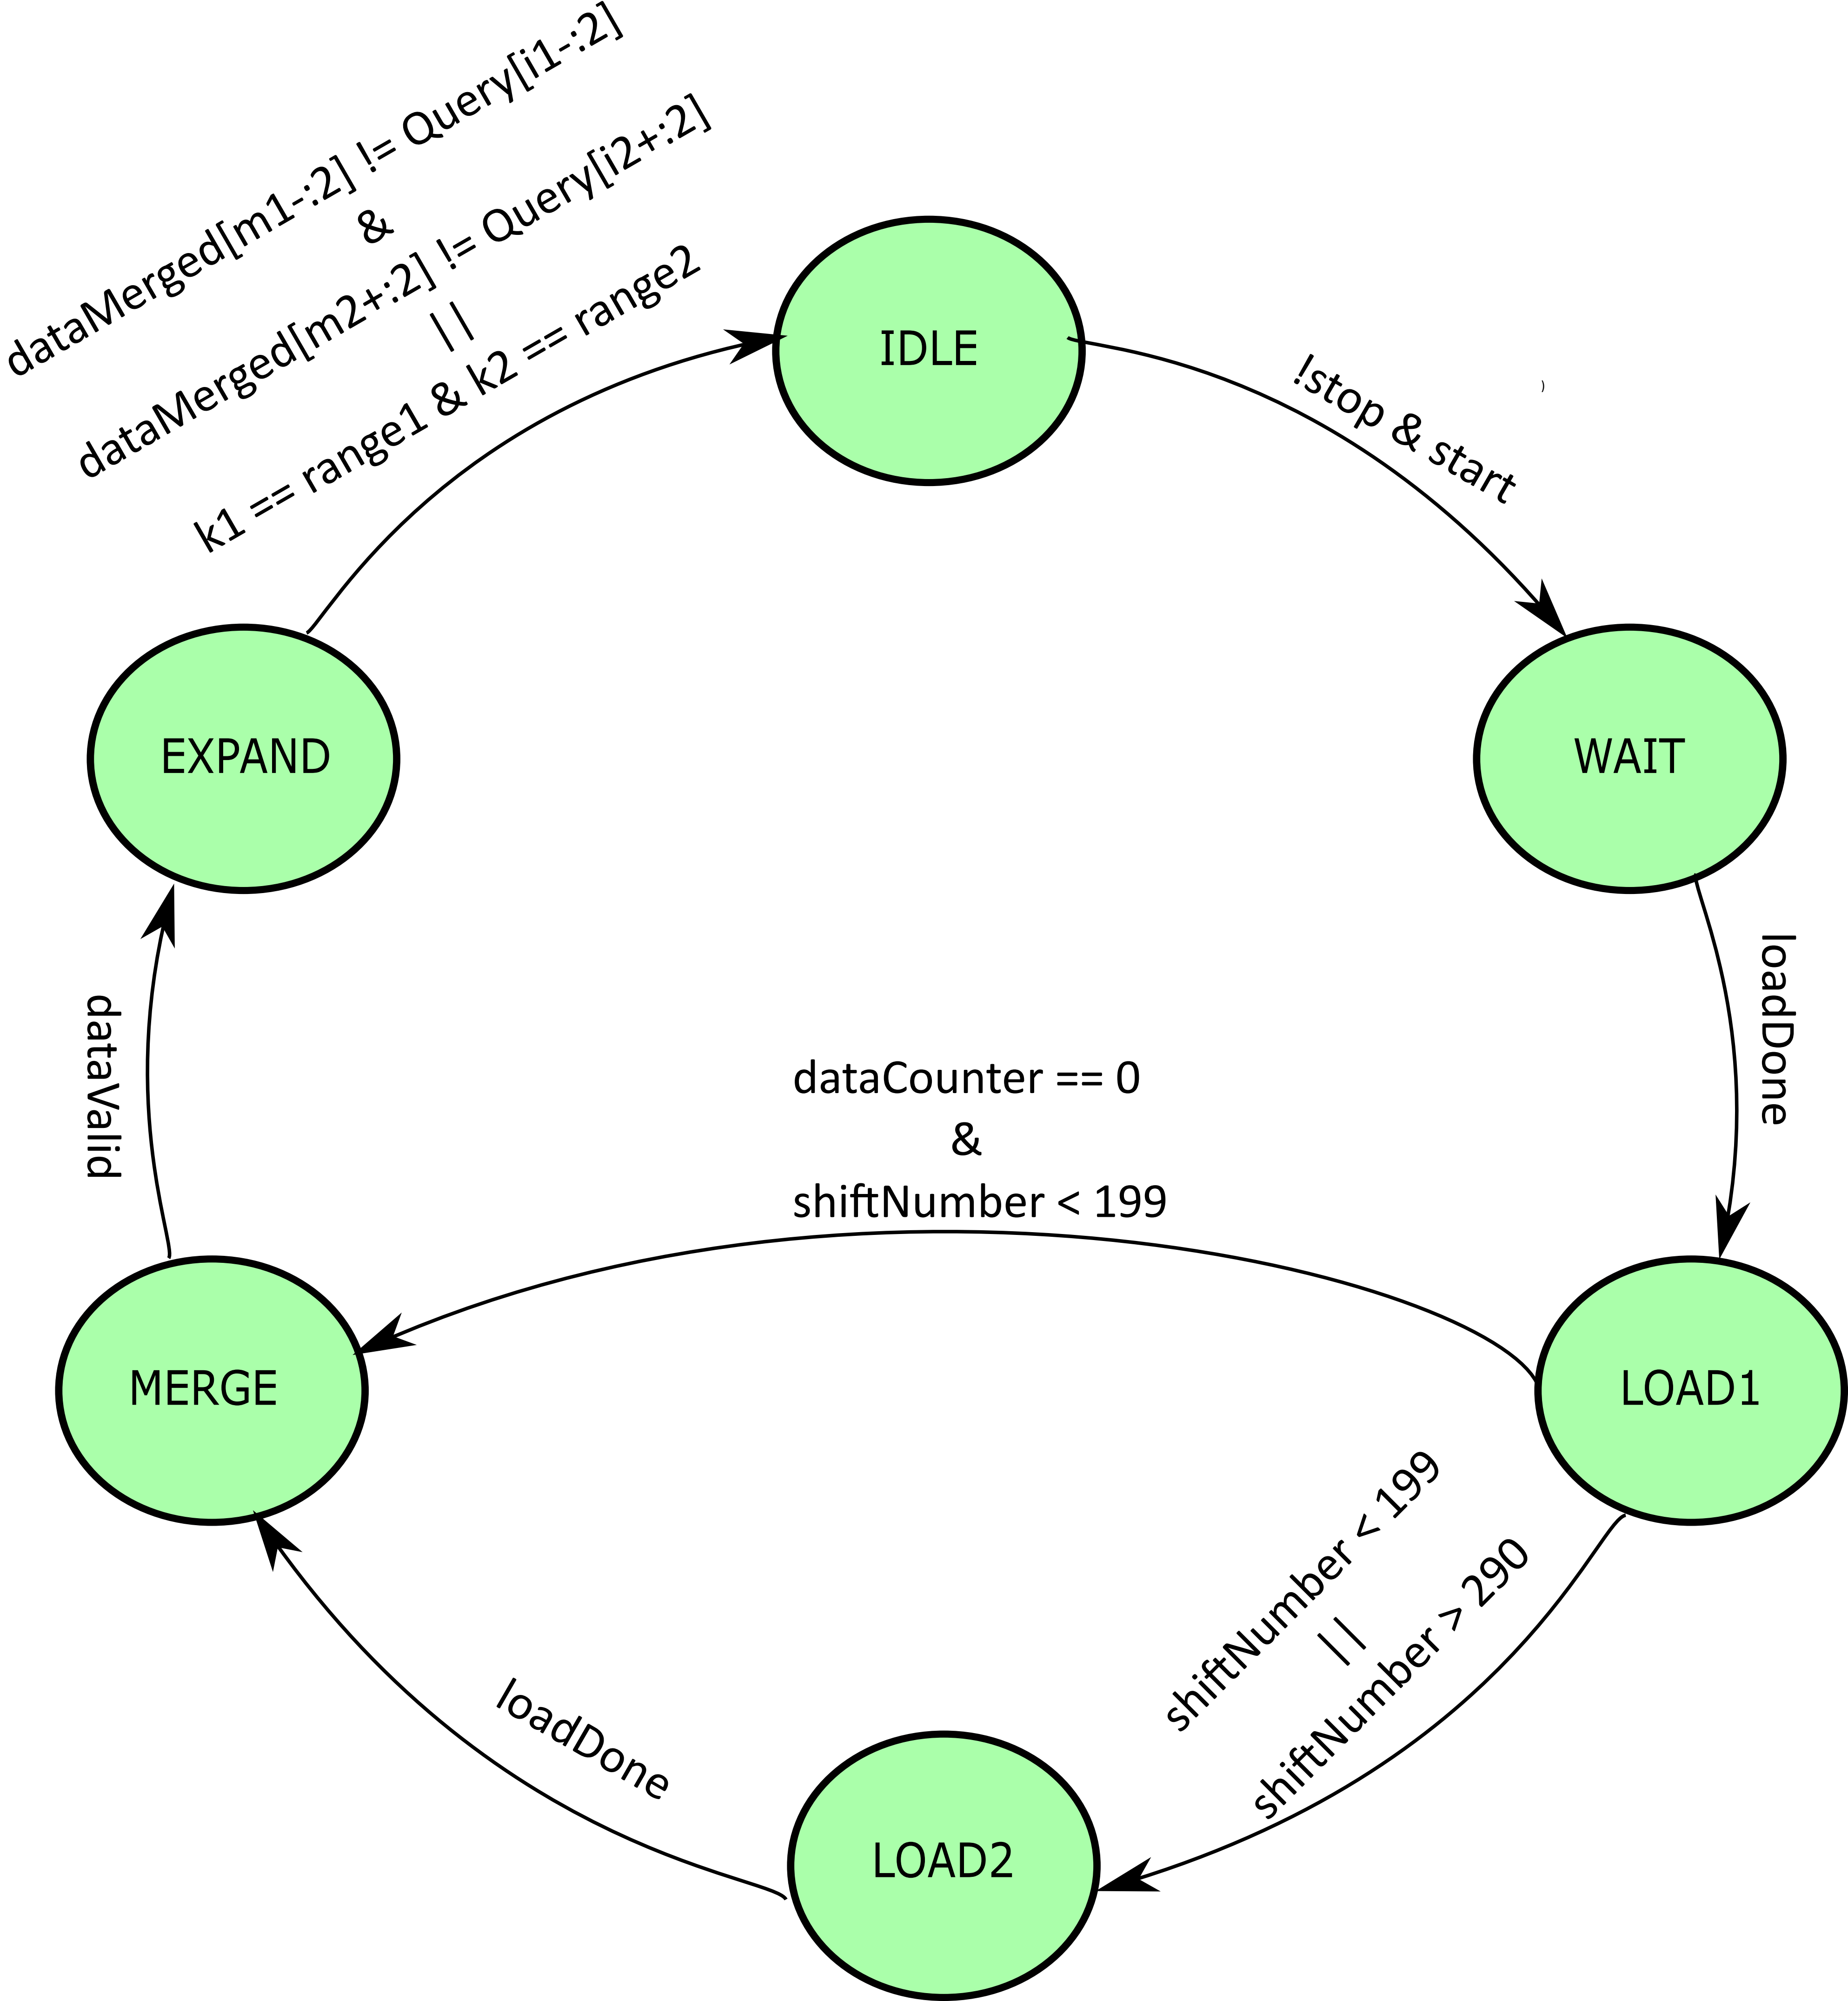 dataMerged[m1-:2] != Query[i1-:2]
&
dataMerged[m2+:2] != Query[i2+:2]
||
k1 == range1 & k2 == range2
IDLE
!stop & start
)
EXPAND
WAIT
dataValid
loadDone
dataCounter == 0
&
shiftNumber < 199
MERGE
LOAD1
shiftNumber < 199
||
shiftNumber > 290
loadDone
LOAD2